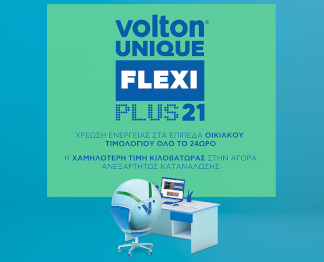 volton®
UNIQUE
FLEXI
PLUS 21
ΧΡΕΩΣΗ ΕΝΕΡΓΕΙΑΣ ΣΤΑ ΕΠΙΠΕΔΑ ΟΙΚΙΑΚΟΥ
ΤΙΜΟΛΟΓΙΟΥ ΟΛΟ ΤΟ 24ΩΡΟ
Η ΧΑΜΗΛΟΤΕΡΗ ΤΙΜΗ ΚΙΛΟΒΑΤΩΡΑΣ ΣΤΗΝ ΑΓΟΡΑ
ΑΝΕΞΑΡΤΗΤΩΣ ΚΑΤΑΝΑΛΩΣΗΣ